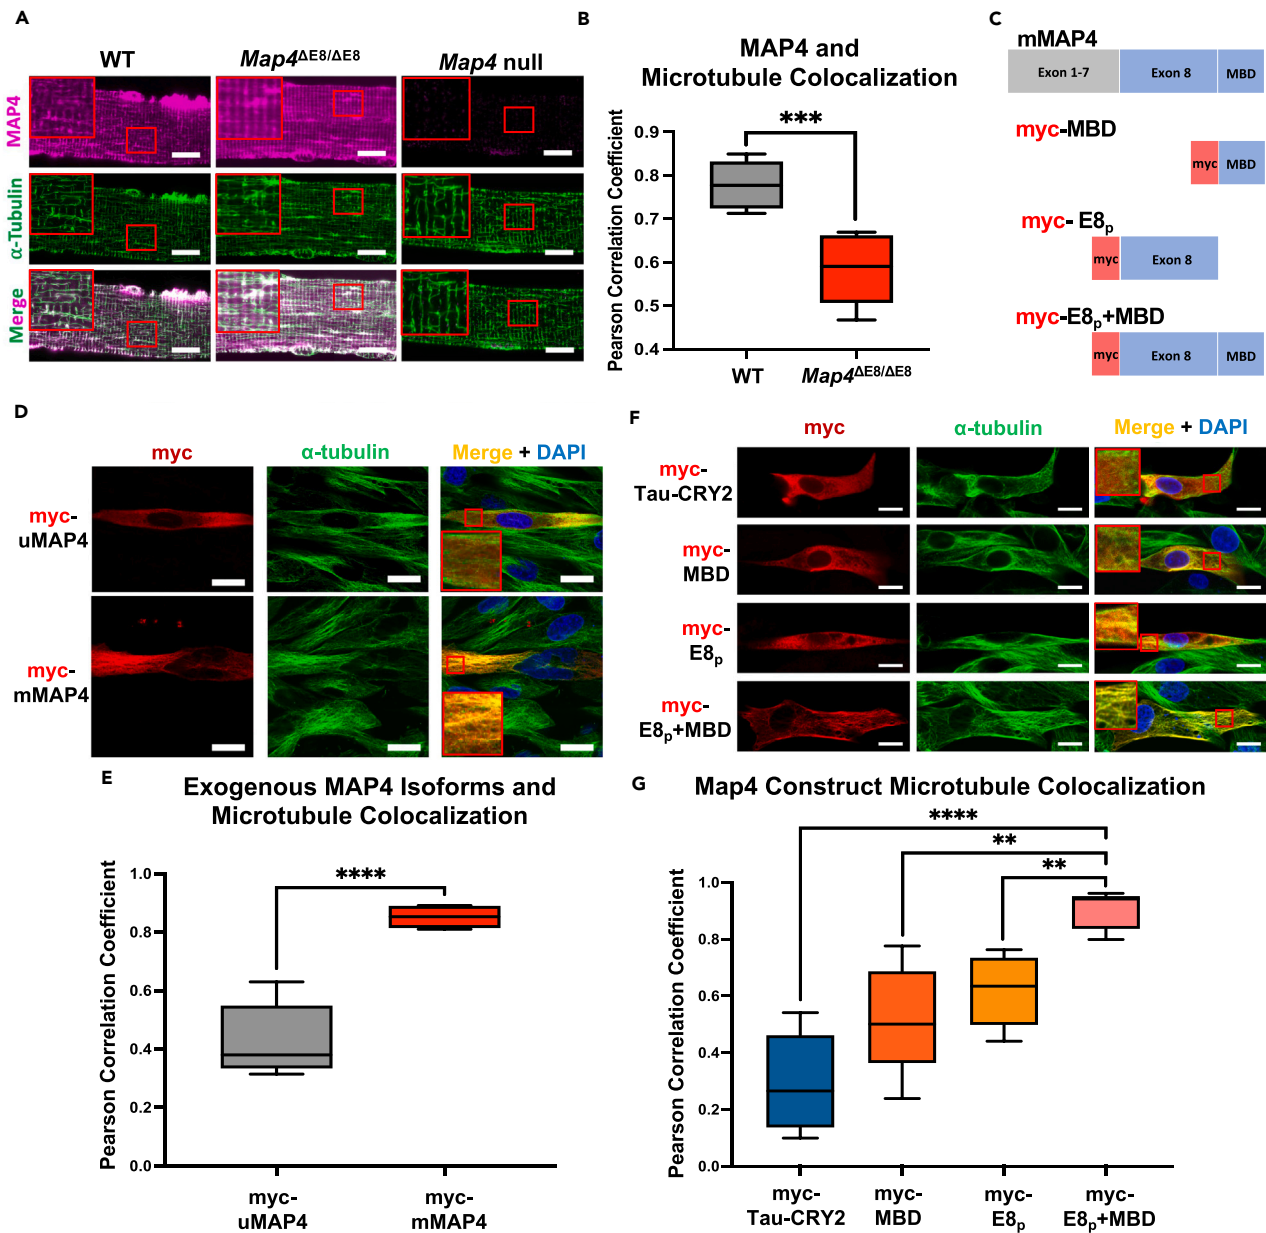 A
WT
Map4ΔE8/ΔE8
Map4 null
MAP4
α-Tubulin
Merge
B
MAP4 and
Microtubule Colocalization
Pearson Correlation Coefficient
0.9
0.8
0.7
0.6
0.5
0.4
***
WT
Map4ΔE8/ΔE8
C
mMAP4
Exon 1-7
Exon 8
MBD
myc-MBD
myc
MBD
myc- E8p
myc
Exon 8
myc-E8p+MBD
myc
Exon 8
MBD
D
myc
α-tubulin
Merge + DAPI
myc-
uMAP4
myc-
mMAP4
E
Exogenous MAP4 Isoforms and
Microtubule Colocalization
Pearson Correlation Coefficient
1.0
0.8
0.6
0.4
0.2
0.0
****
myc-
uMAP4
myc-
mMAP4
F
myc
α-tubulin
Merge + DAPI
myc-
Tau-CRY2
myc-
MBD
myc-
E8p
myc-
E8p+MBD
G
Map4 Construct Microtubule Colocalization
Pearson Correlation Coefficient
1.0
0.8
0.6
0.4
0.2
0.0
****
**
**
myc-
Tau-CRY2
myc-
MBD
myc-
E8p
myc-
E8p+MBD